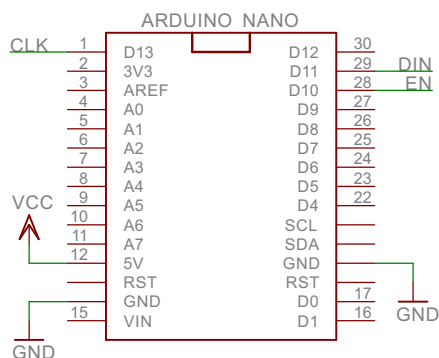 ARDUINO NANO
CLK 1 D13 D12 30
2 3V3 D11 29 DIN
3 AREF D10 28 EN
4 A0 D9 27
5 A1 D8 26
6 A2 D7 25
7 A3 D6 24
8 A4 D5 23
VCC 9 A5 D4 22
10 A6 SCL
11 A7 SDA
12 5V GND
RST RST
GND D0 17 GND
15 VIN D1 16
GND